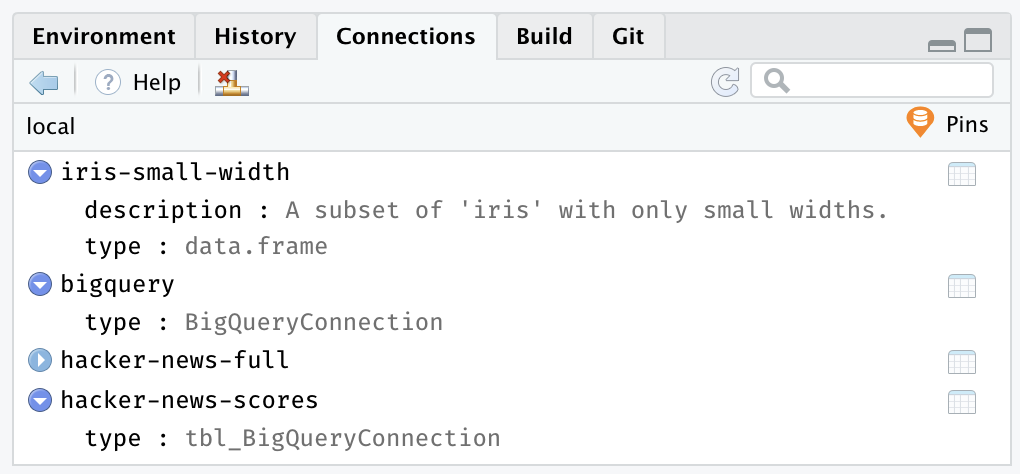 Environment History Connections Build Git
? Help
local Pins
iris-small-width
description : A subset of 'iris' with only small widths.
type : data.frame
bigquery
type : BigQueryConnection
hacker-news-full
hacker-news-scores
type : tbl_BigQueryConnection